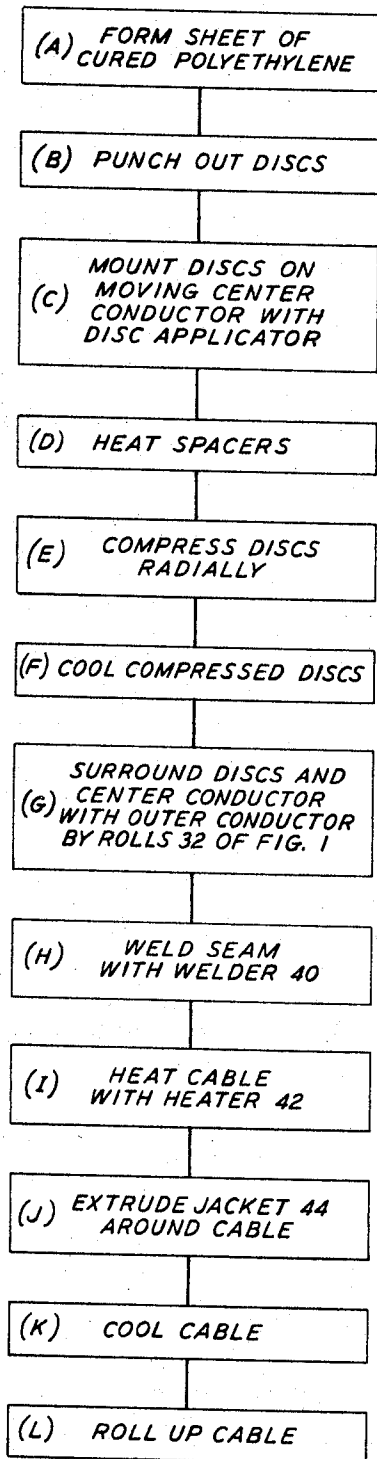 (A) FORM SHEET OF
CURED POLYETHYLENE
(B) PUNCH OUT DISCS
MOUNT DISCS ON
(C) MOVING CENTER
CONDUCTOR WITH
DISC APPLICATOR
(D) HEAT SPACERS
(E) COMPRESS DISCS
RADIALLY
(F) COOL COMPRESSED DISCS
SURROUND DISCS AND
CENTER CONDUCTOR
(G) WITH OUTER CONDUCTOR
BY ROLLS 32 OF FIG. 1
(H) WELD SEAM
WITH WELDER 40
(I) HEAT CABLE
WITH HEATER 42
(J) EXTRUDE JACKET 44
AROUND CABLE
(K) COOL CABLE
(L) ROLL UP CABLE